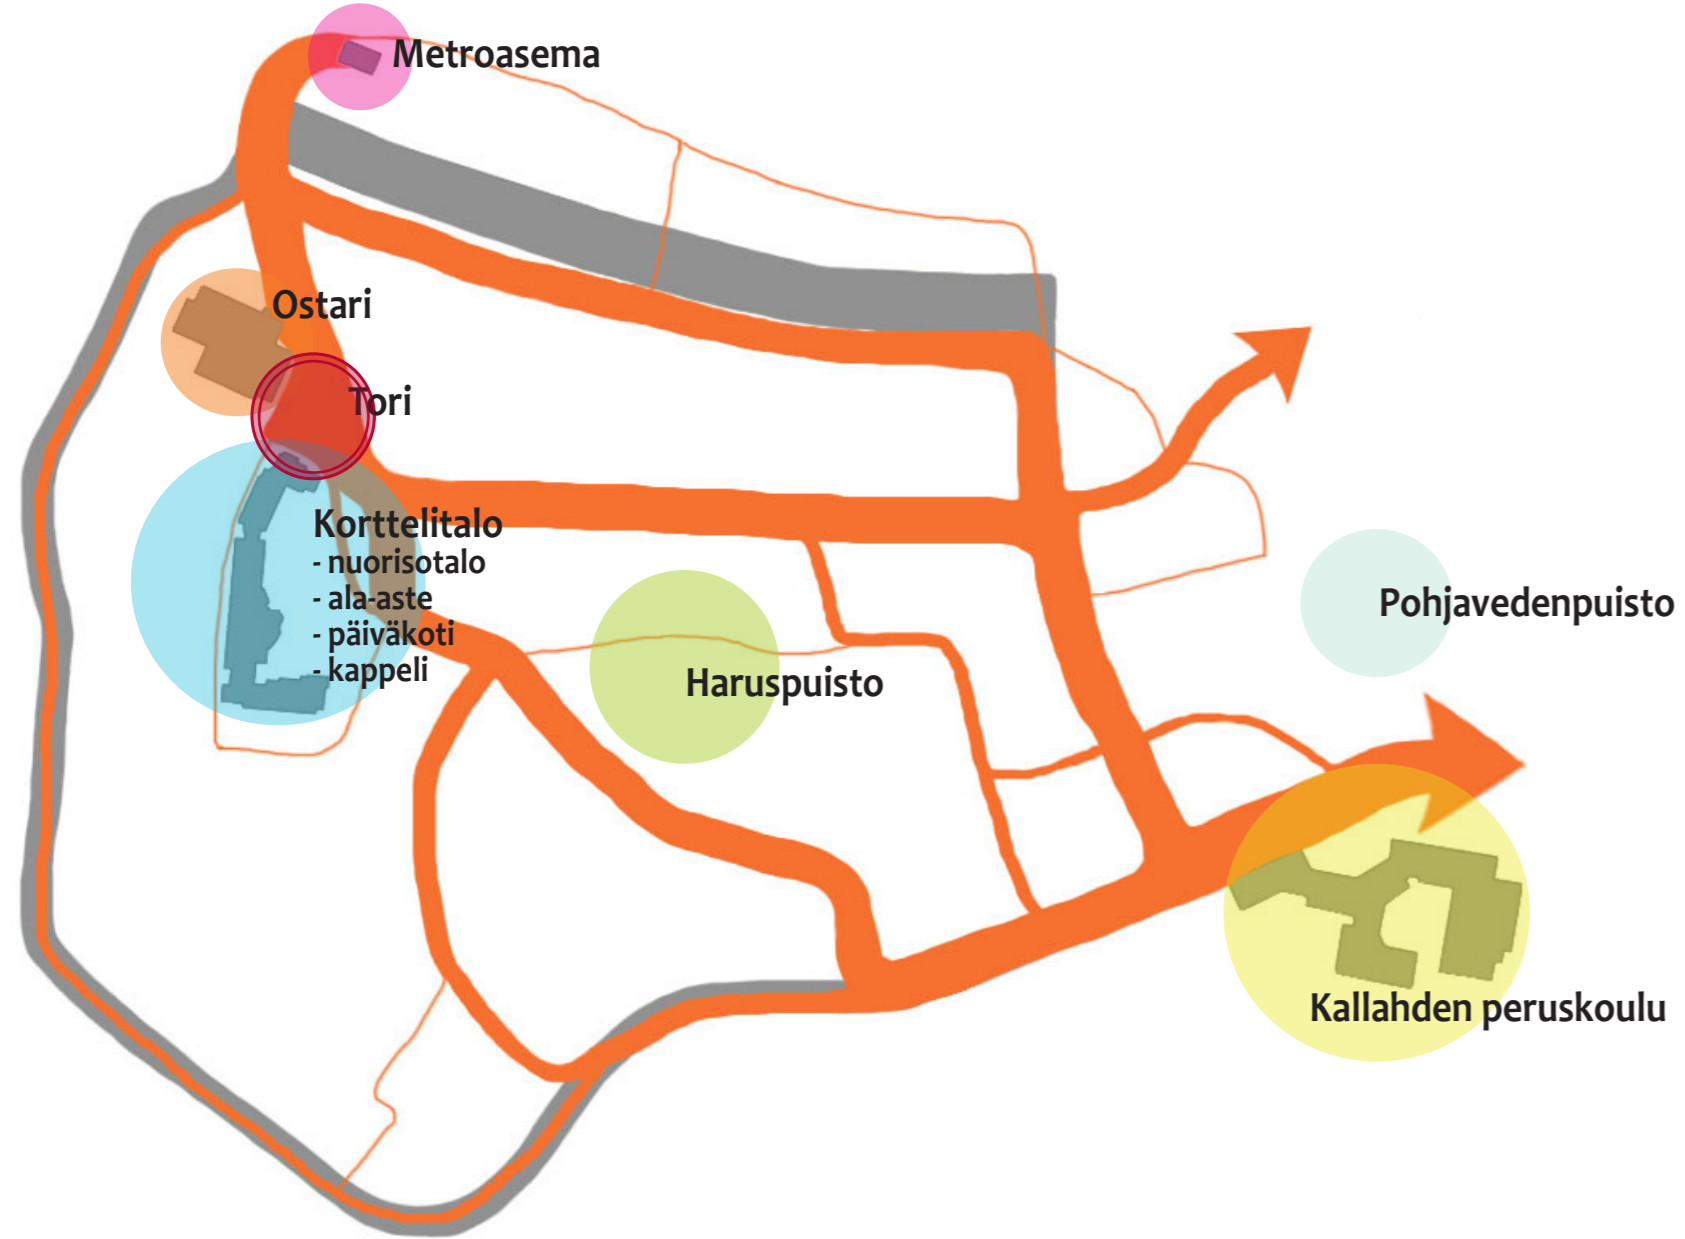 Metroasema
Ostari
Tori
Korttelitalo
- nuorisotalo
- ala-aste
- päiväkoti
- kappeli
Haruspuisto
Pohjavedenpuisto
Kallahden peruskoulu